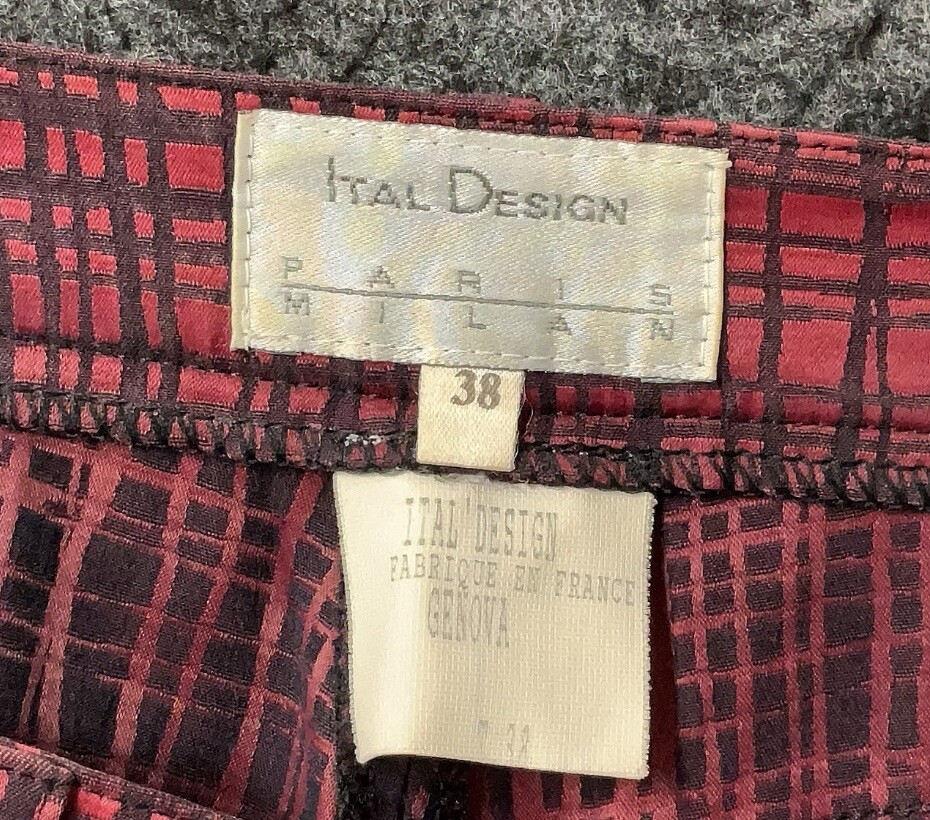 ITAL DESIGN
PARIS
MILAN
38
ITAL'DESIGN
FABRIQUE EN FRANCE
GENOVA